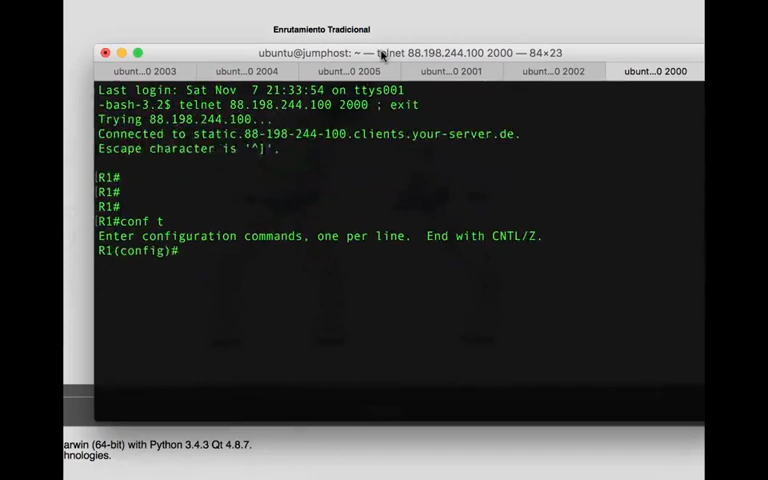 Enrutamiento Tradicional
ubuntu@jumphost: ~ — telnet 88.198.244.100 2000 — 84×23
ubunt...0 2003
ubunt...0 2004
ubunt...0 2005
ubunt...0 2001
ubunt...0 2002
ubunt...0 2000
Last login: Sat Nov  7 21:33:54 on ttys001
-bash-3.2$ telnet 88.198.244.100 2000 ; exit
Trying 88.198.244.100...
Connected to static.88-198-244-100.clients.your-server.de.
Escape character is '^]'.
[R1#
[R1#
R1#
[R1#conf t
Enter configuration commands, one per line.  End with CNTL/Z.
R1(config)#
arwin (64-bit) with Python 3.4.3 Qt 4.8.7.
hnologies.